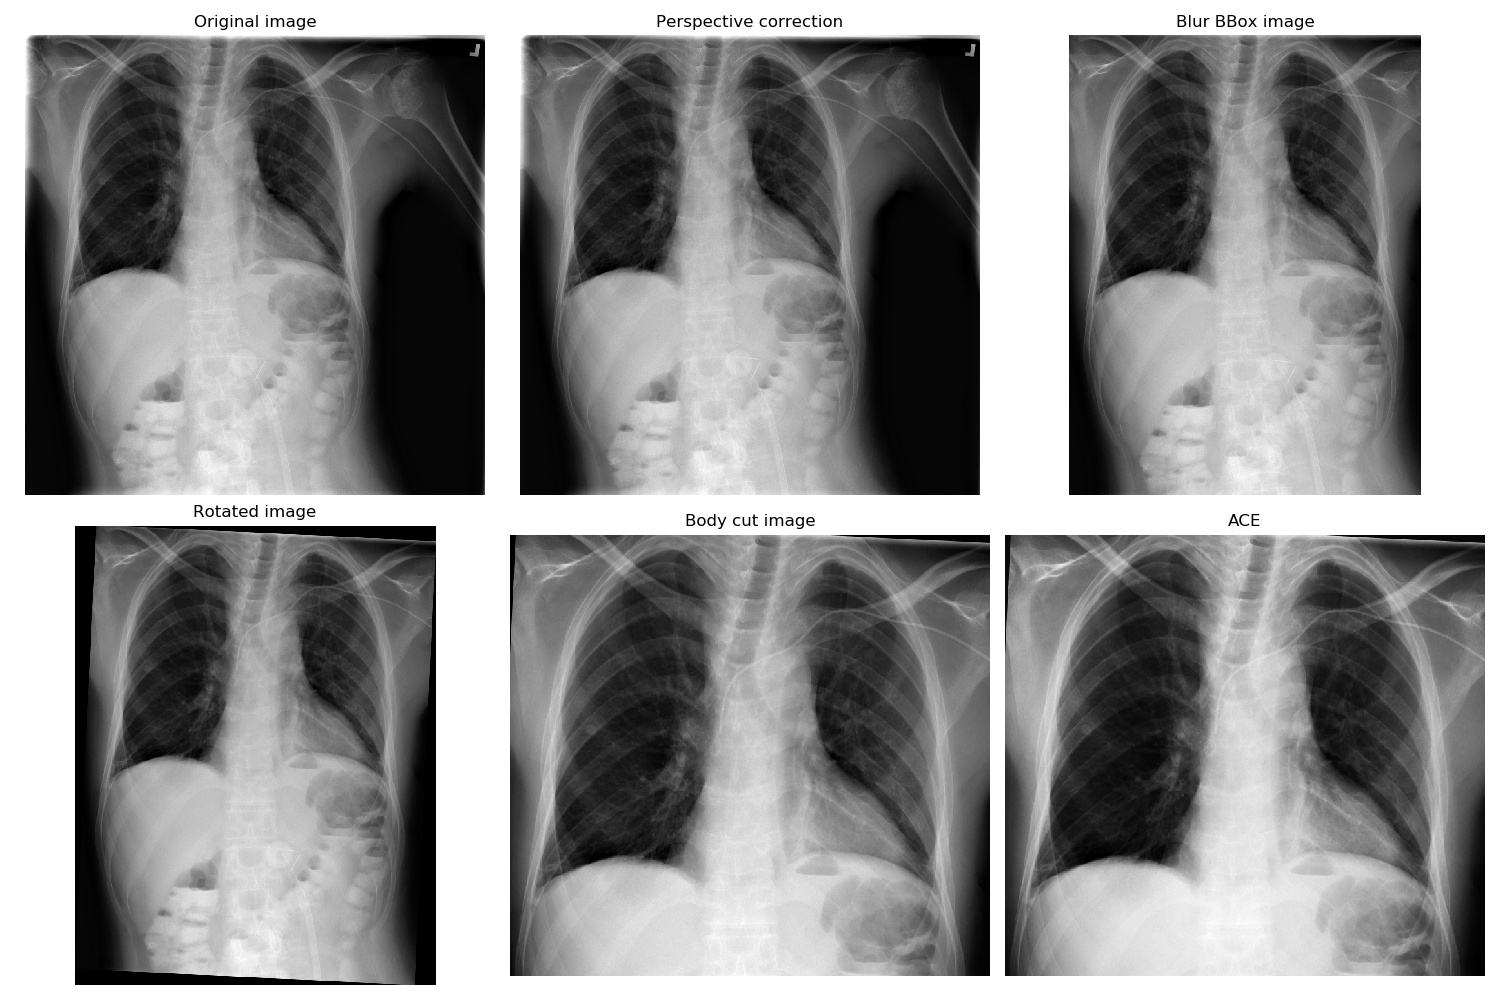 Original image
Perspective correction
Blur BBox image
Rotated image
Body cut image
ACE